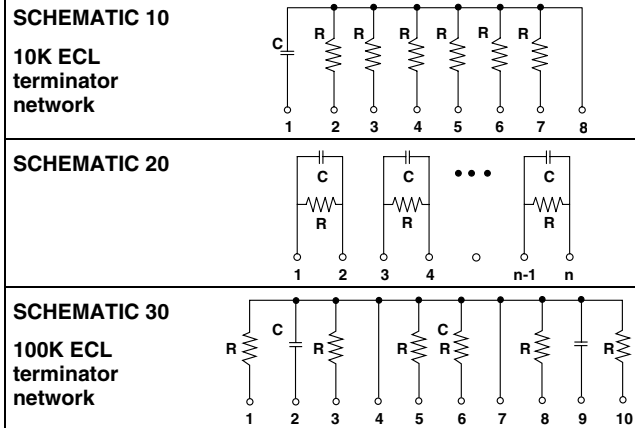 SCHEMATIC 10
10K ECL
terminator
network
C R R R R R R
1 2 3 4 5 6 7 8
SCHEMATIC 20
C C C
R R R
1 2 3 4 n-1 n
SCHEMATIC 30
100K ECL
terminator
network
C C
R R R R R R
1 2 3 4 5 6 7 8 9 10